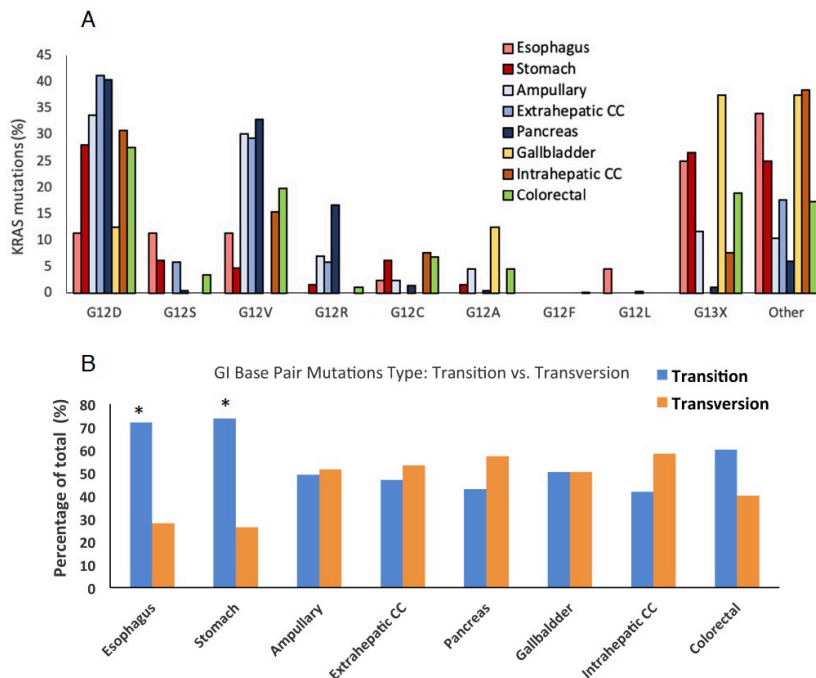 A
KRAS mutations (%)
45
40
35
30
25
20
15
10
5
0
Esophagus
Stomach
Ampullary
Extrahepatic CC
Pancreas
Gallbladder
Intrahepatic CC
Colorectal
G12D G12S G12V G12R G12C G12A G12F G12L G13X Other
B
GI Base Pair Mutations Type: Transition vs. Transversion
Transition
Transversion
Percentage of total (%)
80
70
60
50
40
30
20
10
0
* *
Esophagus
Stomach
Ampullary
Extrahepatic CC
Pancreas
Gallbaldder
Intrahepatic CC
Colorectal